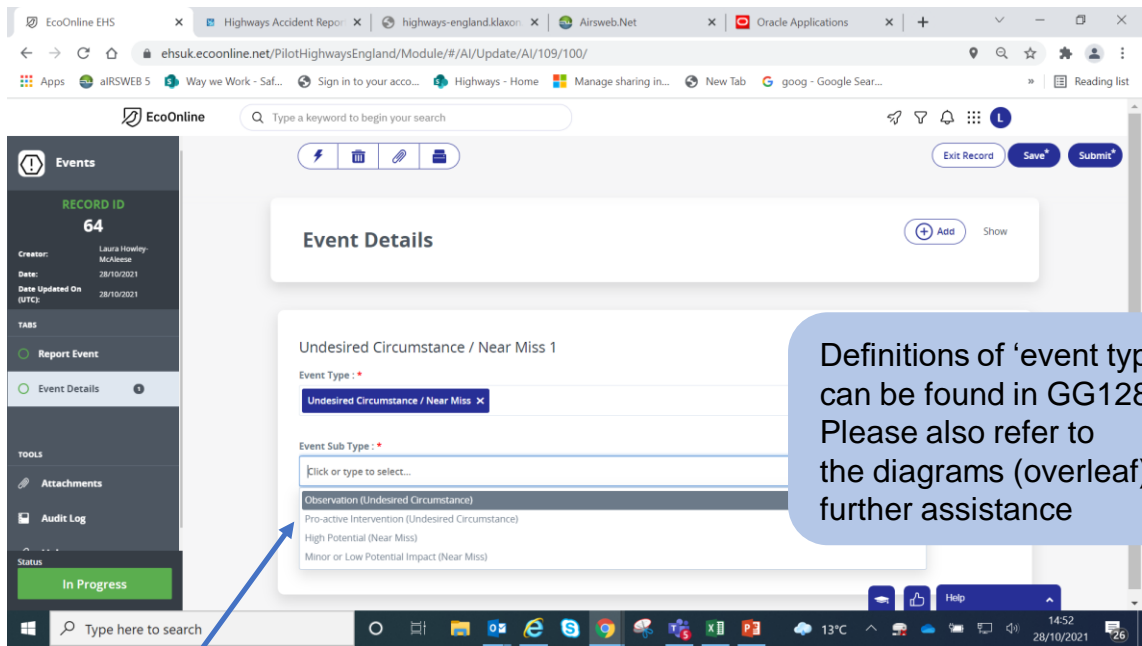 EcoOnline EHS
Highways Accident Repor
highways-england.klaxon.
Airsweb.Net
Oracle Applications
ehsuk.ecoonline.net/PilotHighwaysEngland/Module/#/AI/Update/AI/109/100/
Apps
aIRSWEB 5
Way we Work - Saf...
Sign in to your acco...
Highways - Home
Manage sharing in...
New Tab
goog - Google Sear...
»
Reading list
EcoOnline
Type a keyword to begin your search
L
Events
Exit Record
Save*
Submit*
RECORD ID
64
Creator: Laura Howley-
McAleese
Date: 28/10/2021
Date Updated On
(UTC): 28/10/2021
Event Details
Add
Show
TABS
Report Event
Event Details
Undesired Circumstance / Near Miss 1
Event Type : *
Undesired Circumstance / Near Miss ×
Event Sub Type : *
Click or type to select...
Observation (Undesired Circumstance)
Pro-active Intervention (Undesired Circumstance)
High Potential (Near Miss)
Minor or Low Potential Impact (Near Miss)
Definitions of ‘event typ
can be found in GG128
Please also refer to
the diagrams (overleaf)
further assistance
TOOLS
Attachments
Audit Log
Status
In Progress
Help
Type here to search
13°C
14:52
28/10/2021
26